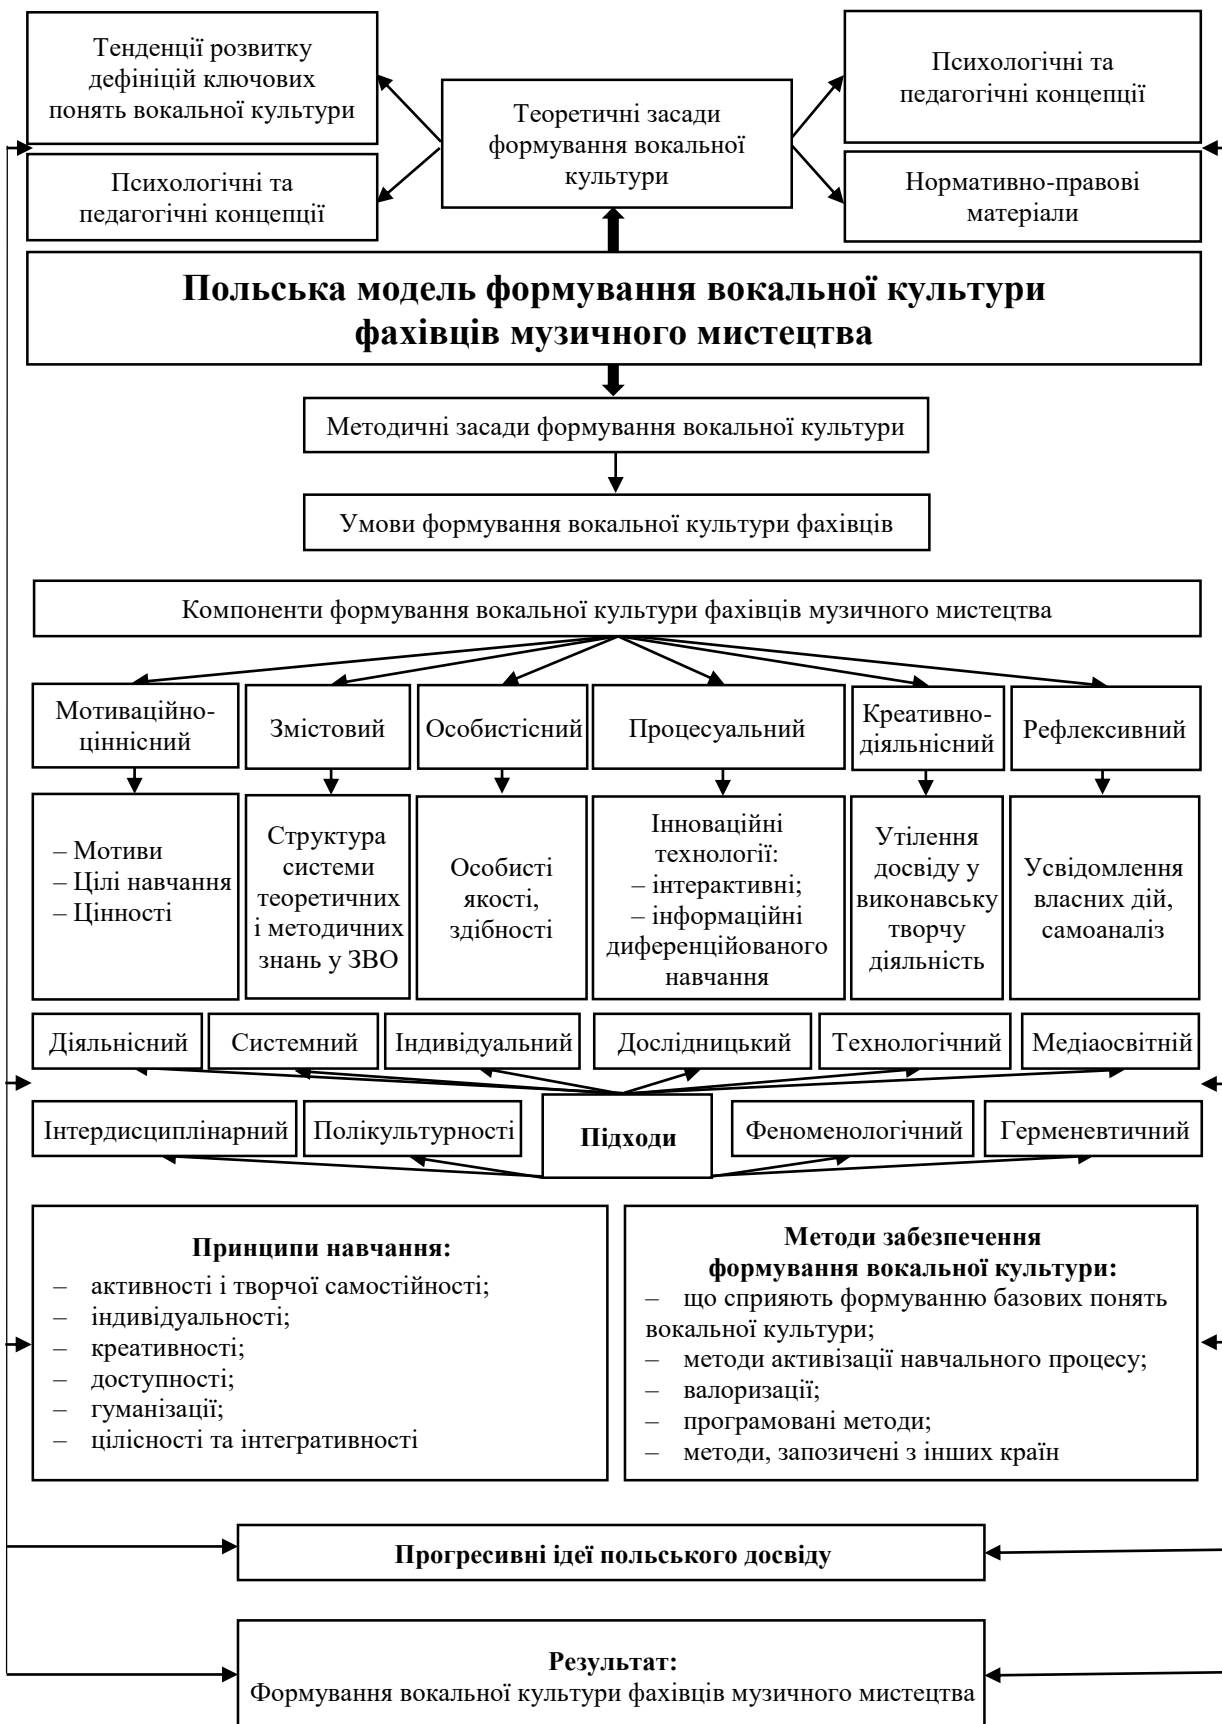 Тенденції розвитку
дефініцій ключових
понять вокальної культури
Психологічні та
педагогічні концепції
Теоретичні засади
формування вокальної
культури
Психологічні та
педагогічні концепції
Нормативно-правові
матеріали
Польська модель формування вокальної культури
фахівців музичного мистецтва
Методичні засади формування вокальної культури
Умови формування вокальної культури фахівців
Компоненти формування вокальної культури фахівців музичного мистецтва
Мотиваційно-
ціннісний
Змістовий
Особистісний
Процесуальний
Креативно-
діяльнісний
Рефлексивний
– Мотиви
– Цілі навчання
– Цінності
Структура
системи
теоретичних
і методичних
знань у ЗВО
Особисті
якості,
здібності
Інноваційні
технології:
– інтерактивні;
– інформаційні
диференційованого
навчання
Утілення
досвіду у
виконавську
творчу
діяльність
Усвідомлення
власних дій,
самоаналіз
Діяльнісний
Системний
Індивідуальний
Дослідницький
Технологічний
Медіаосвітній
Інтердисциплінарний
Полікультурності
Підходи
Феноменологічний
Герменевтичний
Принципи навчання:
– активності і творчої самостійності;
– індивідуальності;
– креативності;
– доступності;
– гуманізації;
– цілісності та інтегративності
Методи забезпечення
формування вокальної культури:
– що сприяють формуванню базових понять
вокальної культури;
– методи активізації навчального процесу;
– валоризації;
– програмовані методи;
– методи, запозичені з інших країн
Прогресивні ідеї польського досвіду
Результат:
Формування вокальної культури фахівців музичного мистецтва